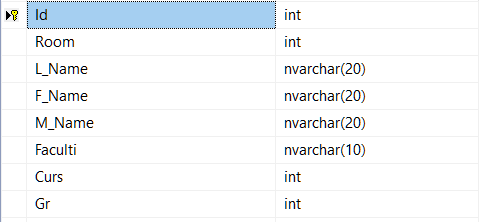 Id int
Room int
L_Name nvarchar(20)
F_Name nvarchar(20)
M_Name nvarchar(20)
Faculti nvarchar(10)
Curs int
Gr int